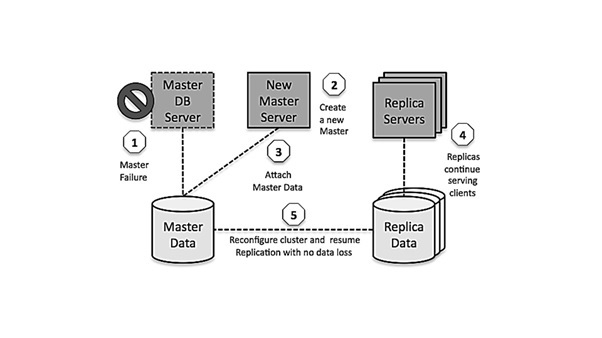 Master
DB
Server
1
Master
Failure
New
Master
Server
2
Create
a new
Master
3
Attach
Master Data
Replica
Servers
4
Replicas
continue
serving
clients
Master
Data
5
Reconfigure cluster and resume
Replication with no data loss
Replica
Data